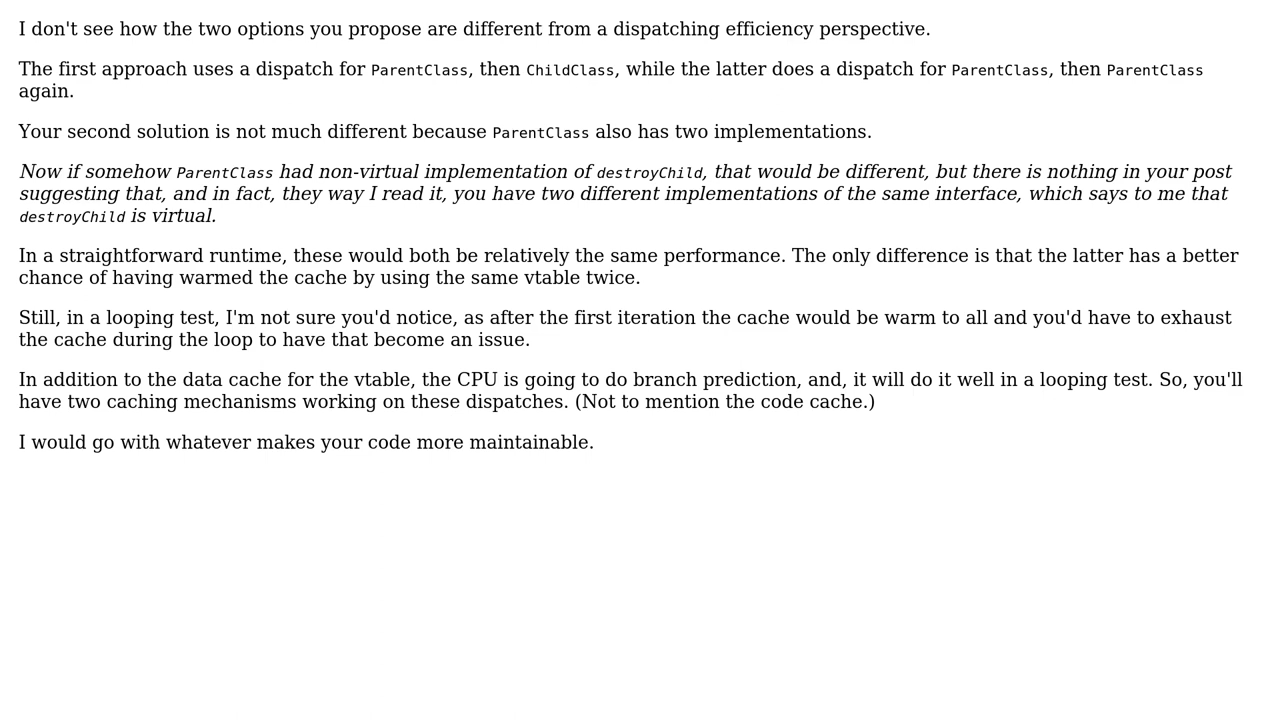 I don't see how the two options you propose are different from a dispatching efficiency perspective.
The first approach uses a dispatch for ParentClass, then ChildClass, while the latter does a dispatch for ParentClass, then ParentClass
again.
Your second solution is not much different because ParentClass also has two implementations.
Now if somehow ParentClass had non-virtual implementation of destroyChild, that would be different, but there is nothing in your post
suggesting that, and in fact, they way I read it, you have two different implementations of the same interface, which says to me that
destroyChild is virtual.
In a straightforward runtime, these would both be relatively the same performance. The only difference is that the latter has a better
chance of having warmed the cache by using the same vtable twice.
Still, in a looping test, I'm not sure you'd notice, as after the first iteration the cache would be warm to all and you'd have to exhaust
the cache during the loop to have that become an issue.
In addition to the data cache for the vtable, the CPU is going to do branch prediction, and, it will do it well in a looping test. So, you'll
have two caching mechanisms working on these dispatches. (Not to mention the code cache.)
I would go with whatever makes your code more maintainable.